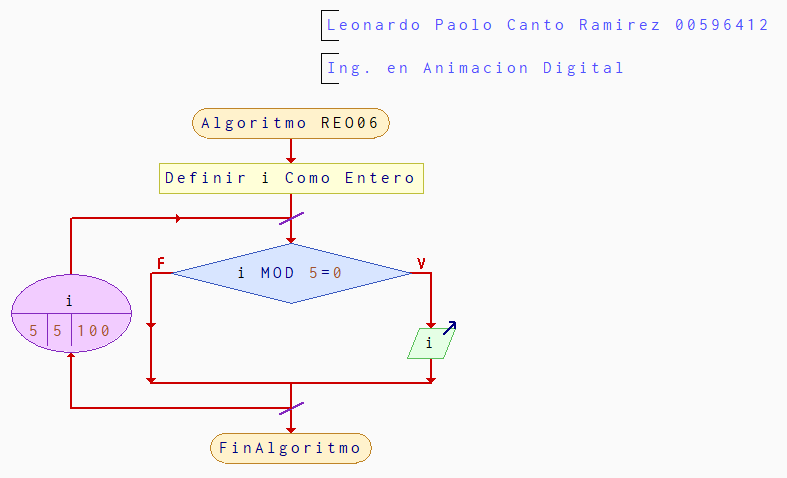 Leonardo Paolo Canto Ramirez 00596412
Ing. en Animacion Digital
Algoritmo REO06
Definir i Como Entero
F
V
i MOD 5=0
i
5 5 100
i
FinAlgoritmo